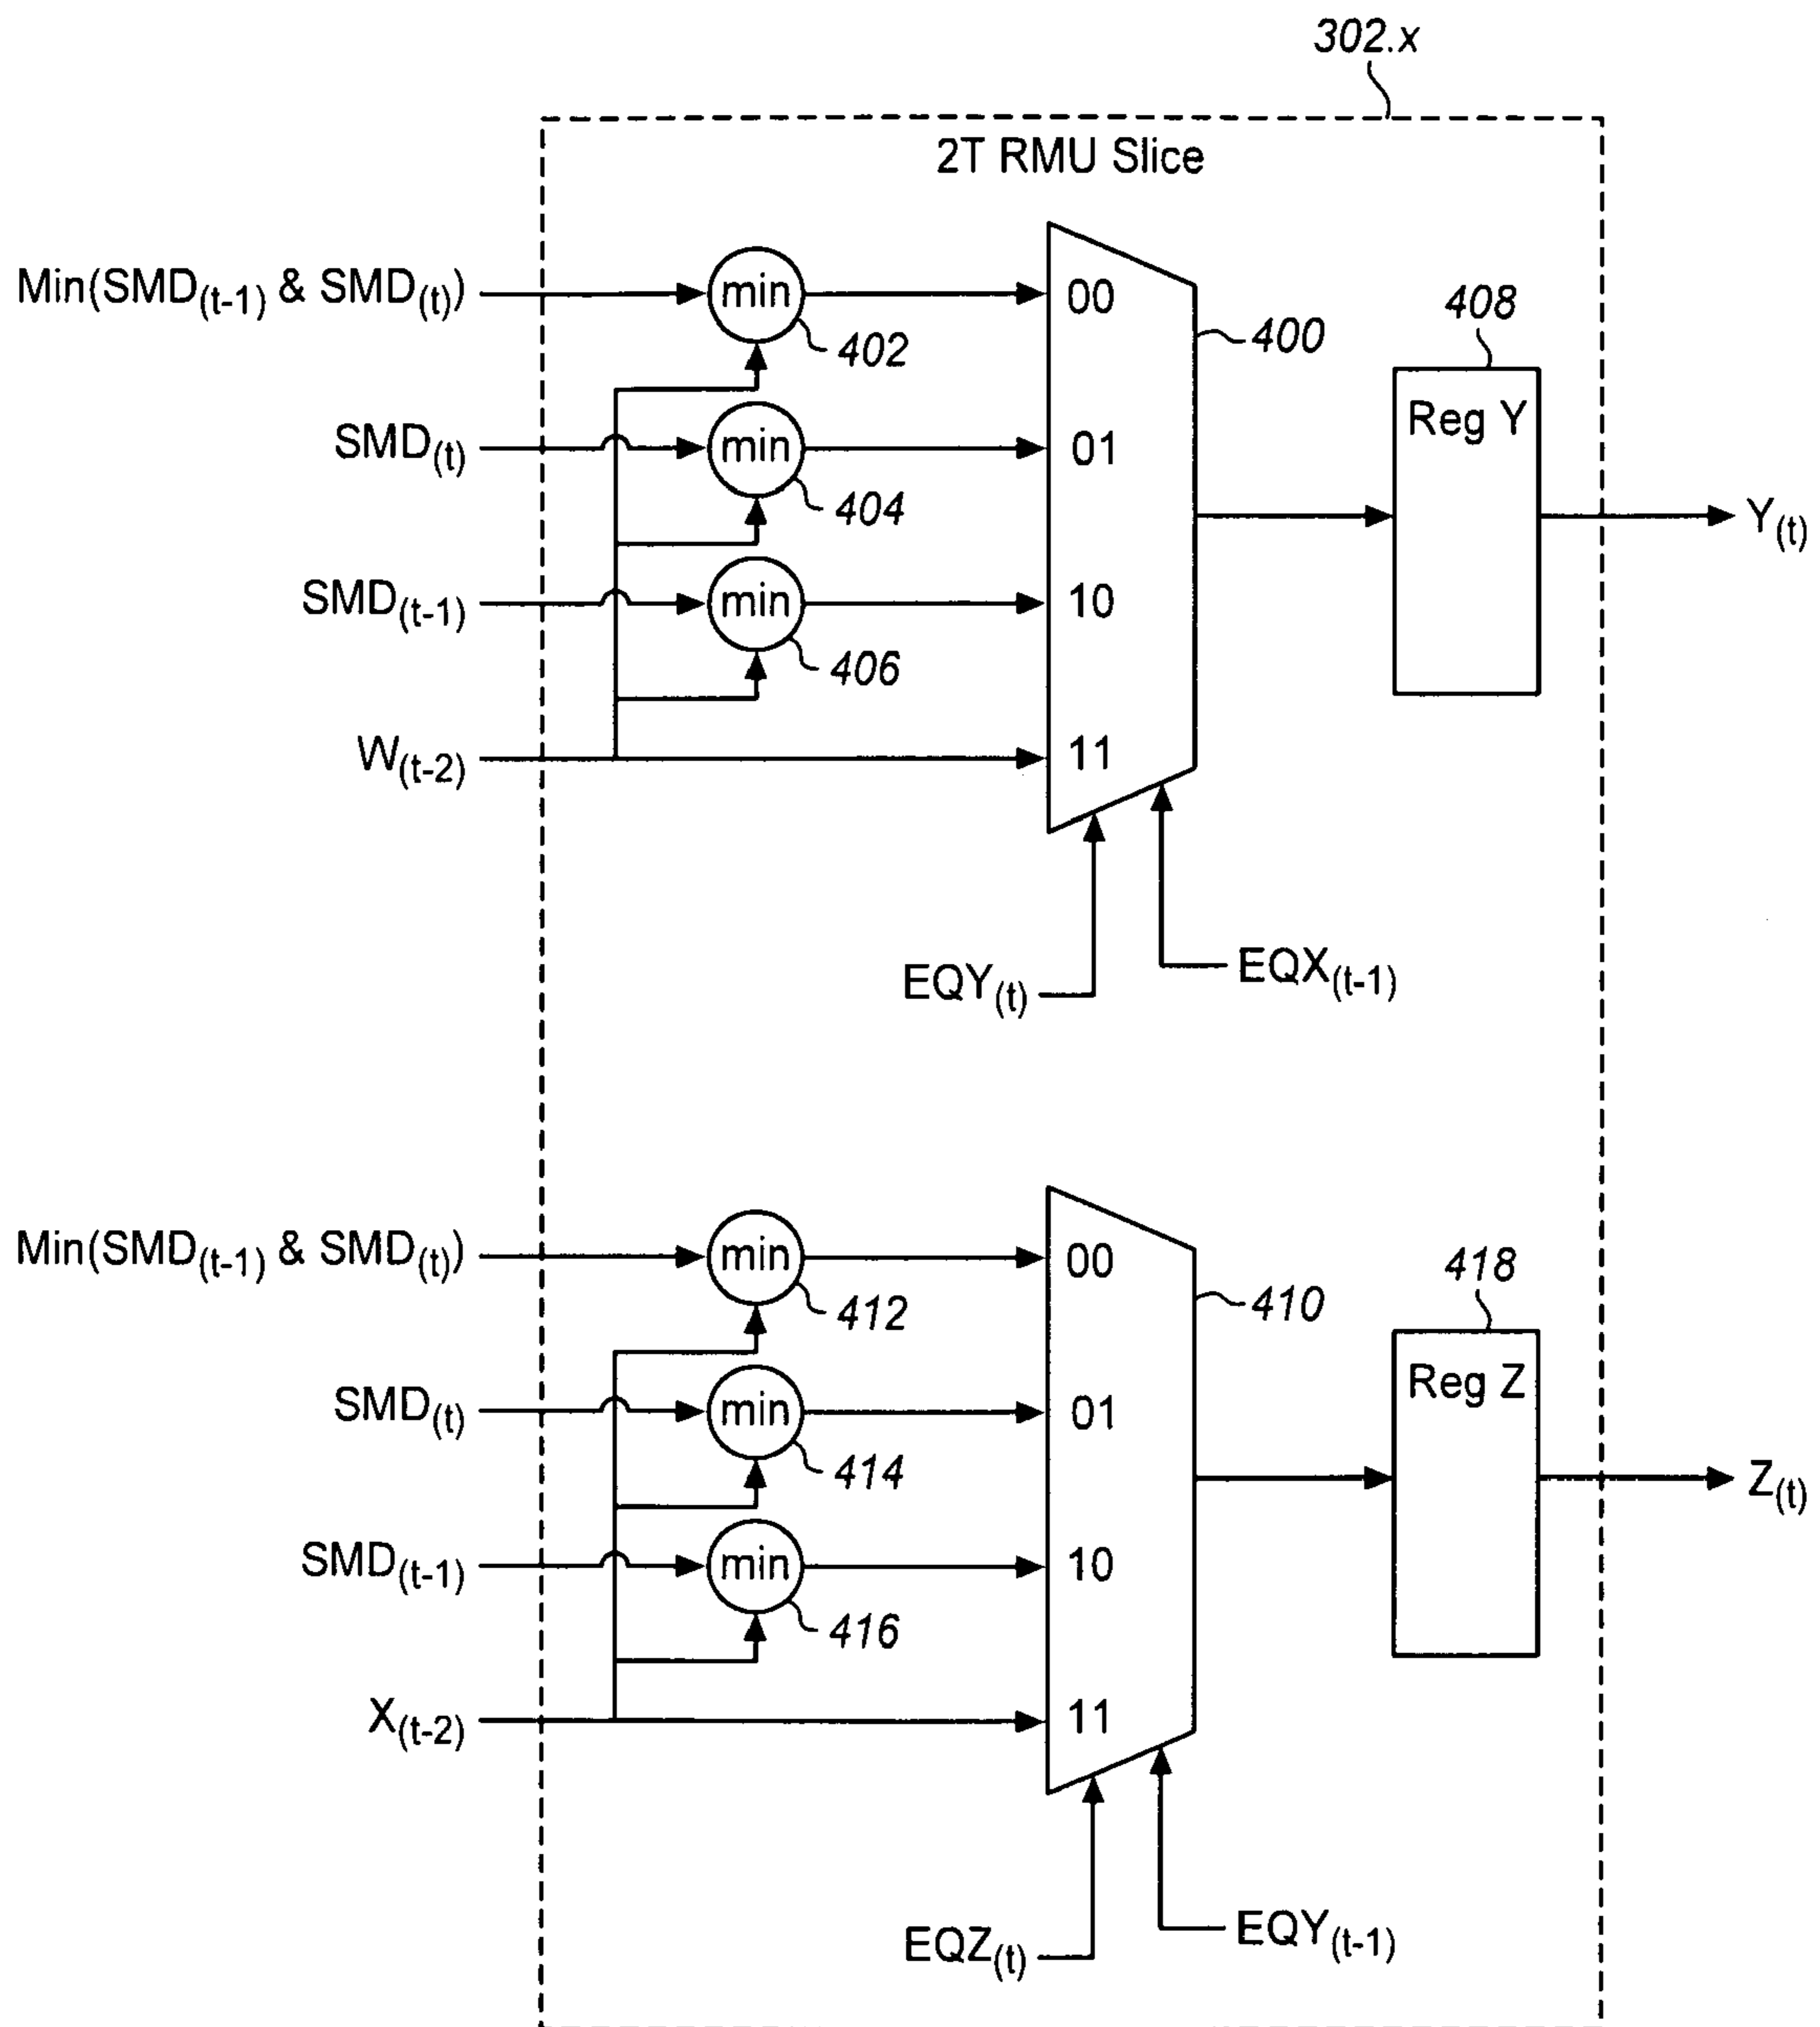 302.x
2T RMU Slice
Min(SMD(t-1) & SMD(t))
min
402
00
400
408
SMD(t)
min
404
01
Reg Y
Y(t)
SMD(t-1)
min
406
10
W(t-2)
11
EQY(t)
EQX(t-1)
Min(SMD(t-1) & SMD(t))
min
412
00
410
418
SMD(t)
min
414
01
Reg Z
Z(t)
SMD(t-1)
min
416
10
X(t-2)
11
EQZ(t)
EQY(t-1)